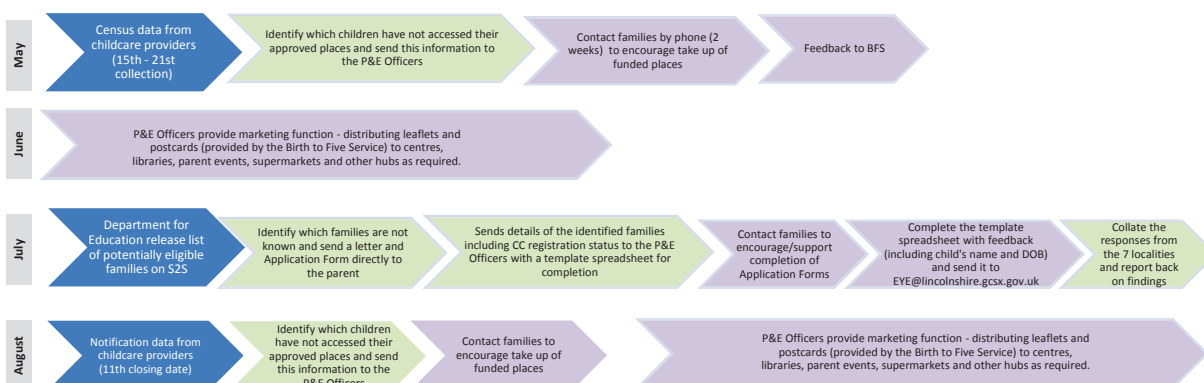 May
Census data from
childcare providers
(15th - 21st
collection)
Identify which children have not accessed their
approved places and send this information to
the P&E Officers
Contact families by phone (2
weeks) to encourage take up of
funded places
Feedback to BFS
June
P&E Officers provide marketing function - distributing leaflets and
postcards (provided by the Birth to Five Service) to centres,
libraries, parent events, supermarkets and other hubs as required.
July
Department for
Education release list
of potentially eligible
families on S2S
Identify which families are not
known and send a letter and
Application Form directly to
the parent
Sends details of the identified families
including CC registration status to the P&E
Officers with a template spreadsheet for
completion
Contact families to
encourage/support
completion of
Application Forms
Complete the template
spreadsheet with feedback
(including child's name and DOB)
and send it to
EYE@lincolnshire.gcsx.gov.uk
Collate the
responses from
the 7 localities
and report back
on findings
August
Notification data from
childcare providers
(11th closing date)
Identify which children
have not accessed their
approved places and send
this information to the
P&E Officers
Contact families to
encourage take up of
funded places
P&E Officers provide marketing function - distributing leaflets and
postcards (provided by the Birth to Five Service) to centres,
libraries, parent events, supermarkets and other hubs as required.